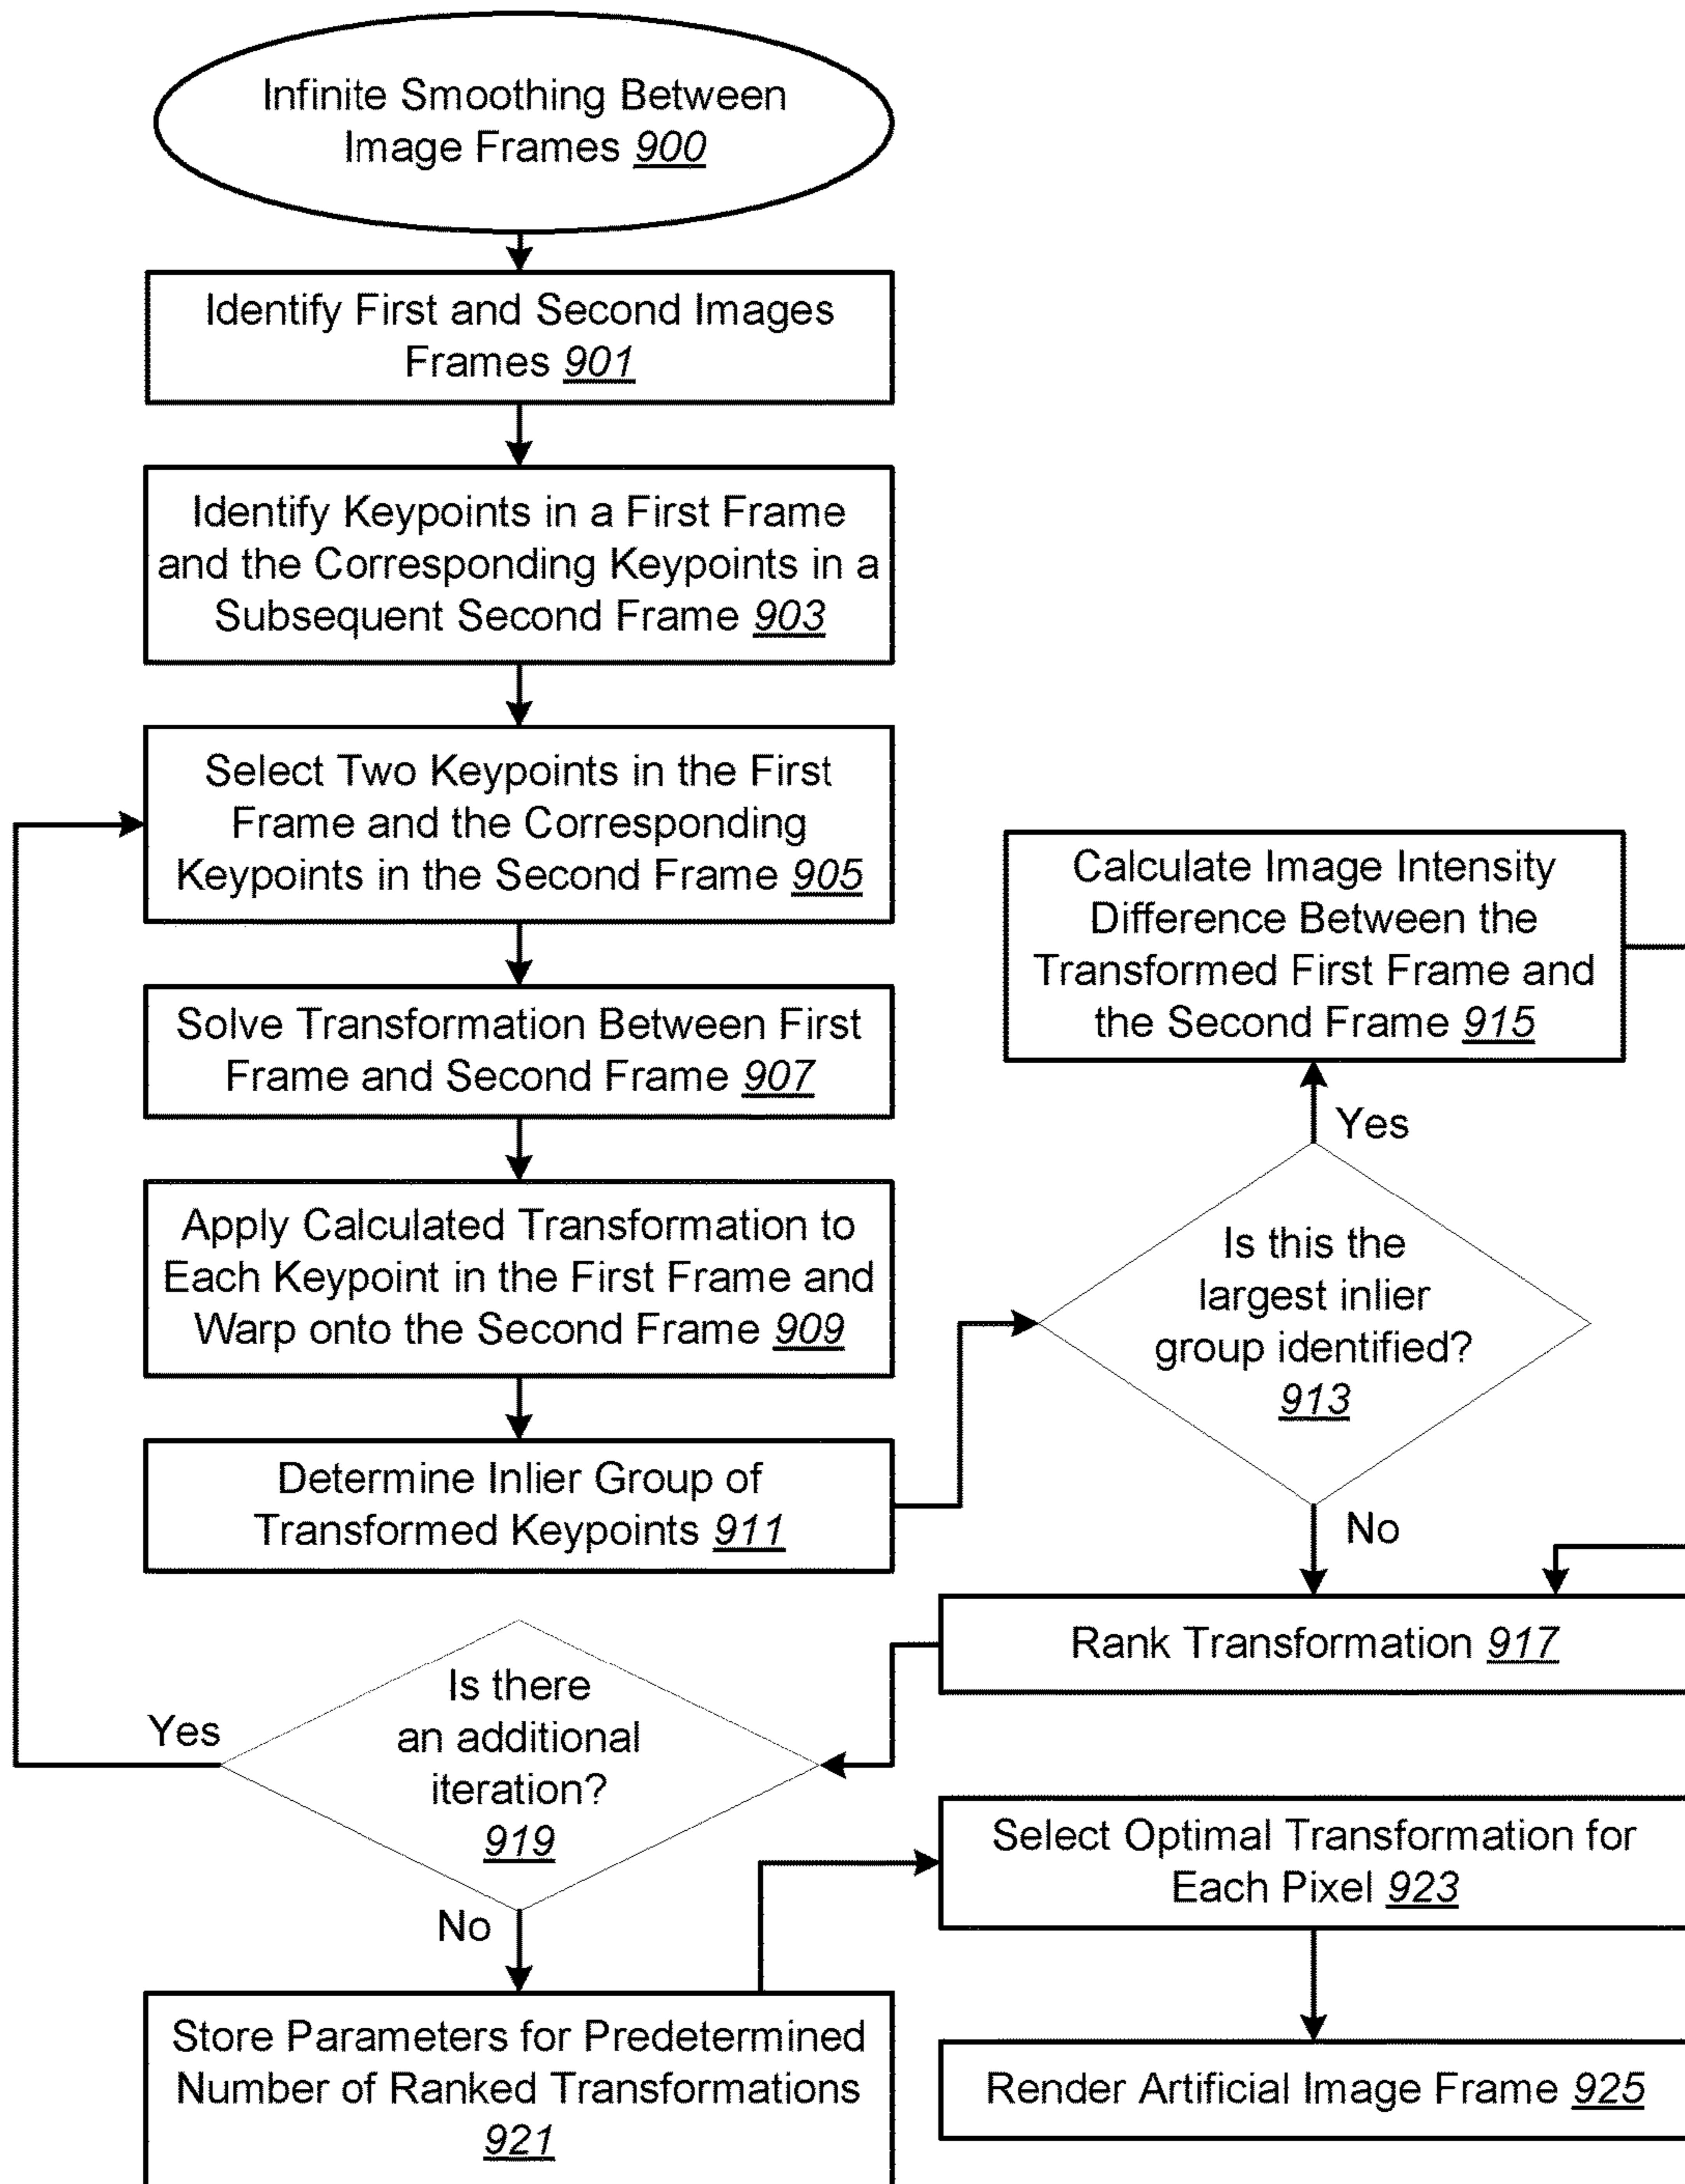 Infinite Smoothing Between
Image Frames 900
Identify First and Second Images
Frames 901
Identify Keypoints in a First Frame
and the Corresponding Keypoints in a
Subsequent Second Frame 903
Select Two Keypoints in the First
Frame and the Corresponding
Keypoints in the Second Frame 905
Solve Transformation Between First
Frame and Second Frame 907
Apply Calculated Transformation to
Each Keypoint in the First Frame and
Warp onto the Second Frame 909
Determine Inlier Group of
Transformed Keypoints 911
Is this the
largest inlier
group identified?
913
Yes
Calculate Image Intensity
Difference Between the
Transformed First Frame and
the Second Frame 915
No
Rank Transformation 917
Is there
an additional
iteration?
919
Yes
No
Store Parameters for Predetermined
Number of Ranked Transformations
921
Select Optimal Transformation for
Each Pixel 923
Render Artificial Image Frame 925